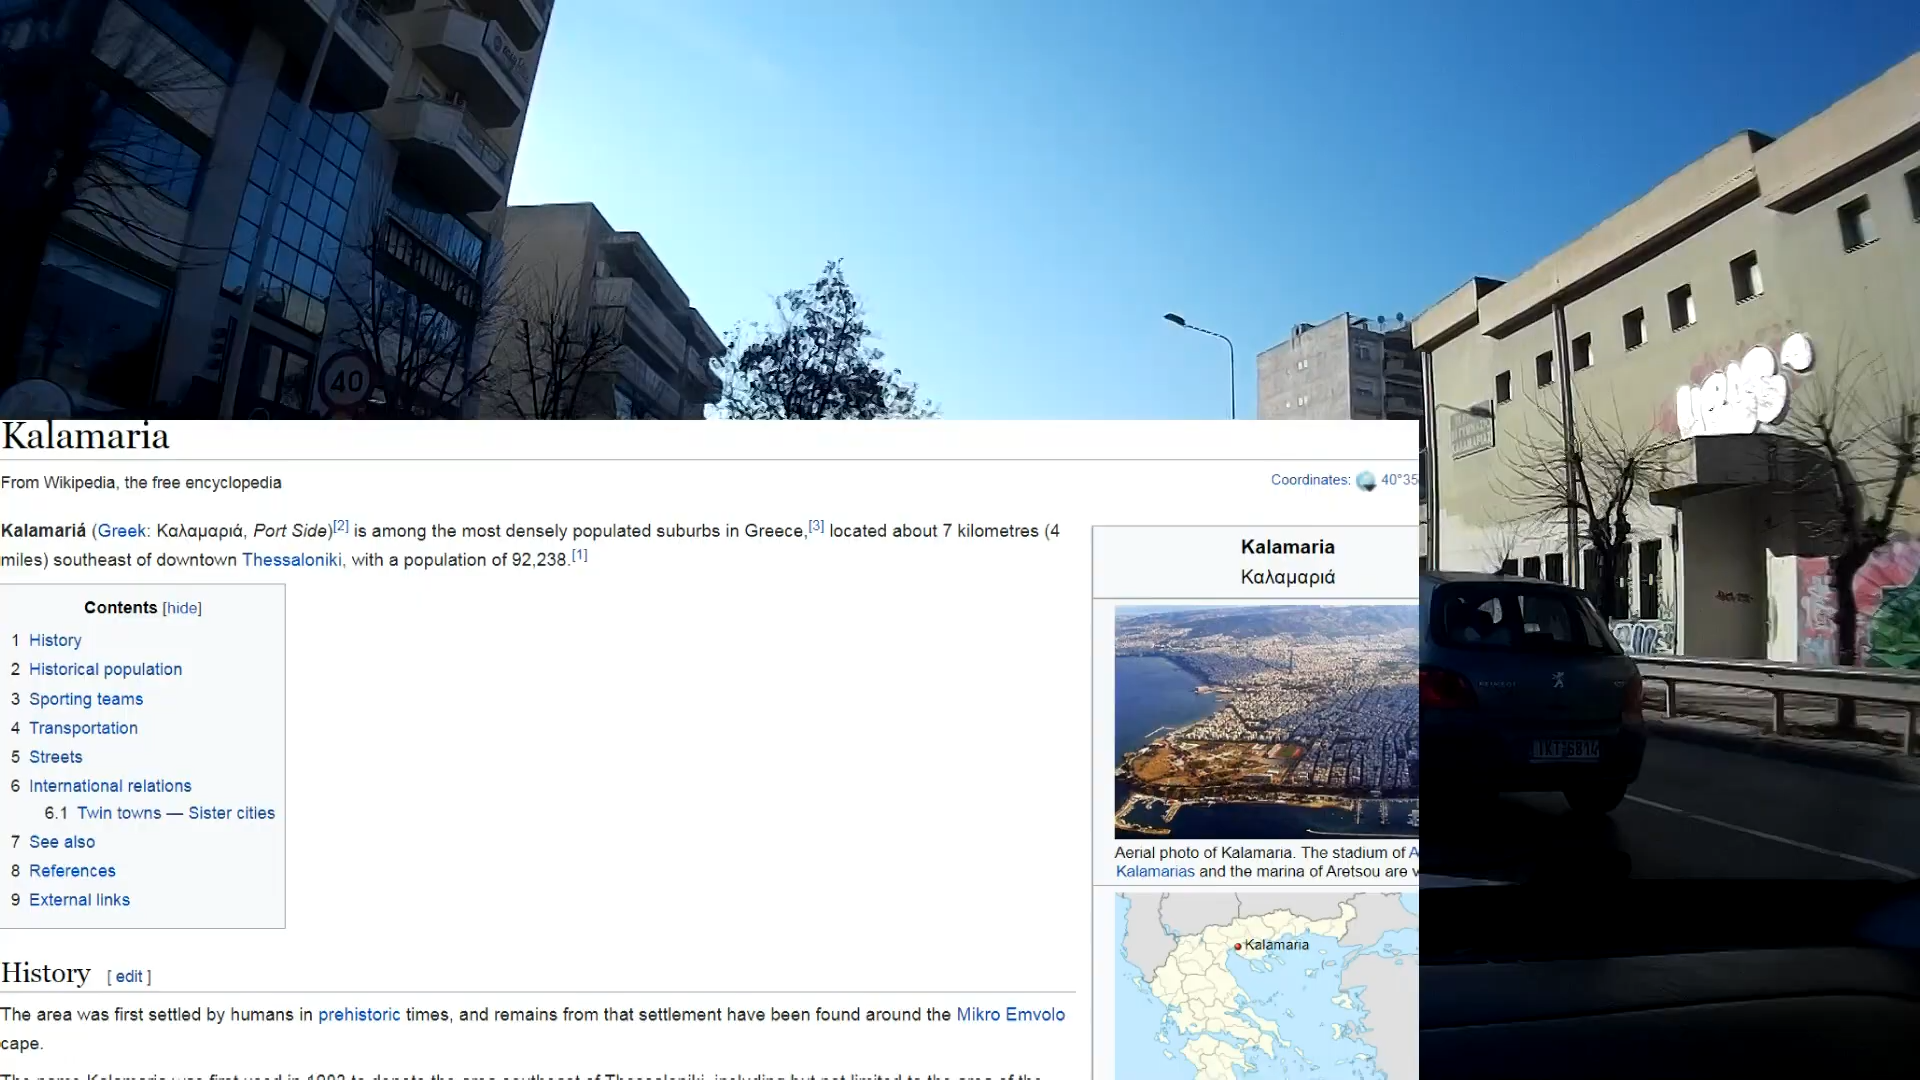 40
Kalamaria
From Wikipedia, the free encyclopedia
Coordinates: 40°35
Kalamariá (Greek: Καλαμαριά, Port Side)[2] is among the most densely populated suburbs in Greece,[3] located about 7 kilometres (4
miles) southeast of downtown Thessaloniki, with a population of 92,238.[1]
Contents [hide]
1 History
2 Historical population
3 Sporting teams
4 Transportation
5 Streets
6 International relations
6.1 Twin towns — Sister cities
7 See also
8 References
9 External links
History [ edit ]
The area was first settled by humans in prehistoric times, and remains from that settlement have been found around the Mikro Emvolo
cape.
Kalamaria
Καλαμαριά
Aerial photo of Kalamaria. The stadium of A
Kalamarias and the marina of Aretsou are v
Kalamaria
PEUGEOT